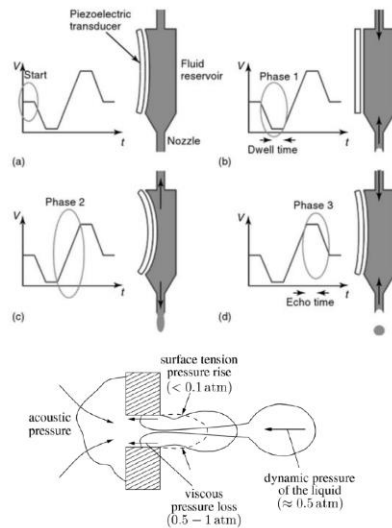 Piezoelectric
transducer
V
Start
Fluid
reservoir
t
Nozzle
(a)
V
Phase 1
t
Dwell time
(b)
V
Phase 2
t
(c)
V
Phase 3
t
Echo time
(d)
surface tension
pressure rise
(< 0.1 atm)
acoustic
pressure
viscous
pressure loss
(0.5 − 1 atm)
dynamic pressure
of the liquid
(≈ 0.5 atm)